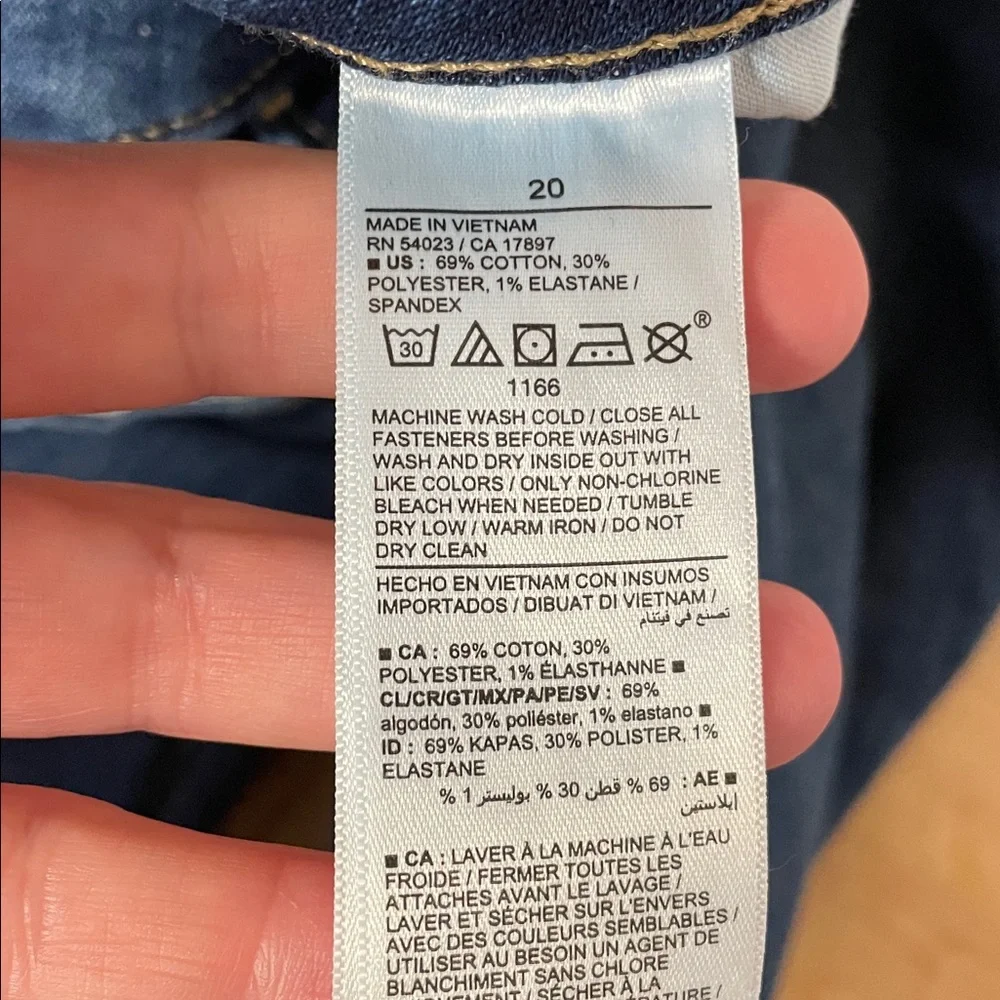 20
MADE IN VIETNAM
RN 54023 / CA 17897
■ US : 69% COTTON, 30%
POLYESTER, 1% ELASTANE /
SPANDEX
30 ®
1166
MACHINE WASH COLD / CLOSE ALL
FASTENERS BEFORE WASHING /
WASH AND DRY INSIDE OUT WITH
LIKE COLORS / ONLY NON-CHLORINE
BLEACH WHEN NEEDED / TUMBLE
DRY LOW / WARM IRON / DO NOT
DRY CLEAN
HECHO EN VIETNAM CON INSUMOS
IMPORTADOS / DIBUAT DI VIETNAM /
تصنع في فيتنام
■ CA : 69% COTON, 30%
POLYESTER, 1% ÉLASTHANNE ■
CL/CR/GT/MX/PA/PE/SV : 69%
algodón, 30% poliéster, 1% elastano ■
ID : 69% KAPAS, 30% POLISTER, 1%
ELASTANE
■ AE : 69 % قطن 30 % بوليستر 1 %
إيلاستين
■ CA : LAVER À LA MACHINE À L'EAU
FROIDE / FERMER TOUTES LES
ATTACHES AVANT LE LAVAGE /
LAVER ET SÉCHER SUR L'ENVERS
AVEC DES COULEURS SEMBLABLES /
UTILISER AU BESOIN UN AGENT DE
BLANCHIMENT SANS CHLORE
/ SÉCHER À LA